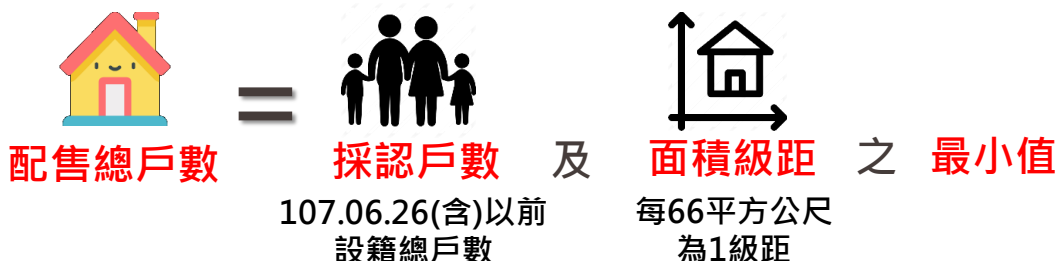 配售總戶數 = 採認戶數 及 面積級距 之 最小值
107.06.26(含)以前 每66平方公尺
設籍總戶數 為1級距